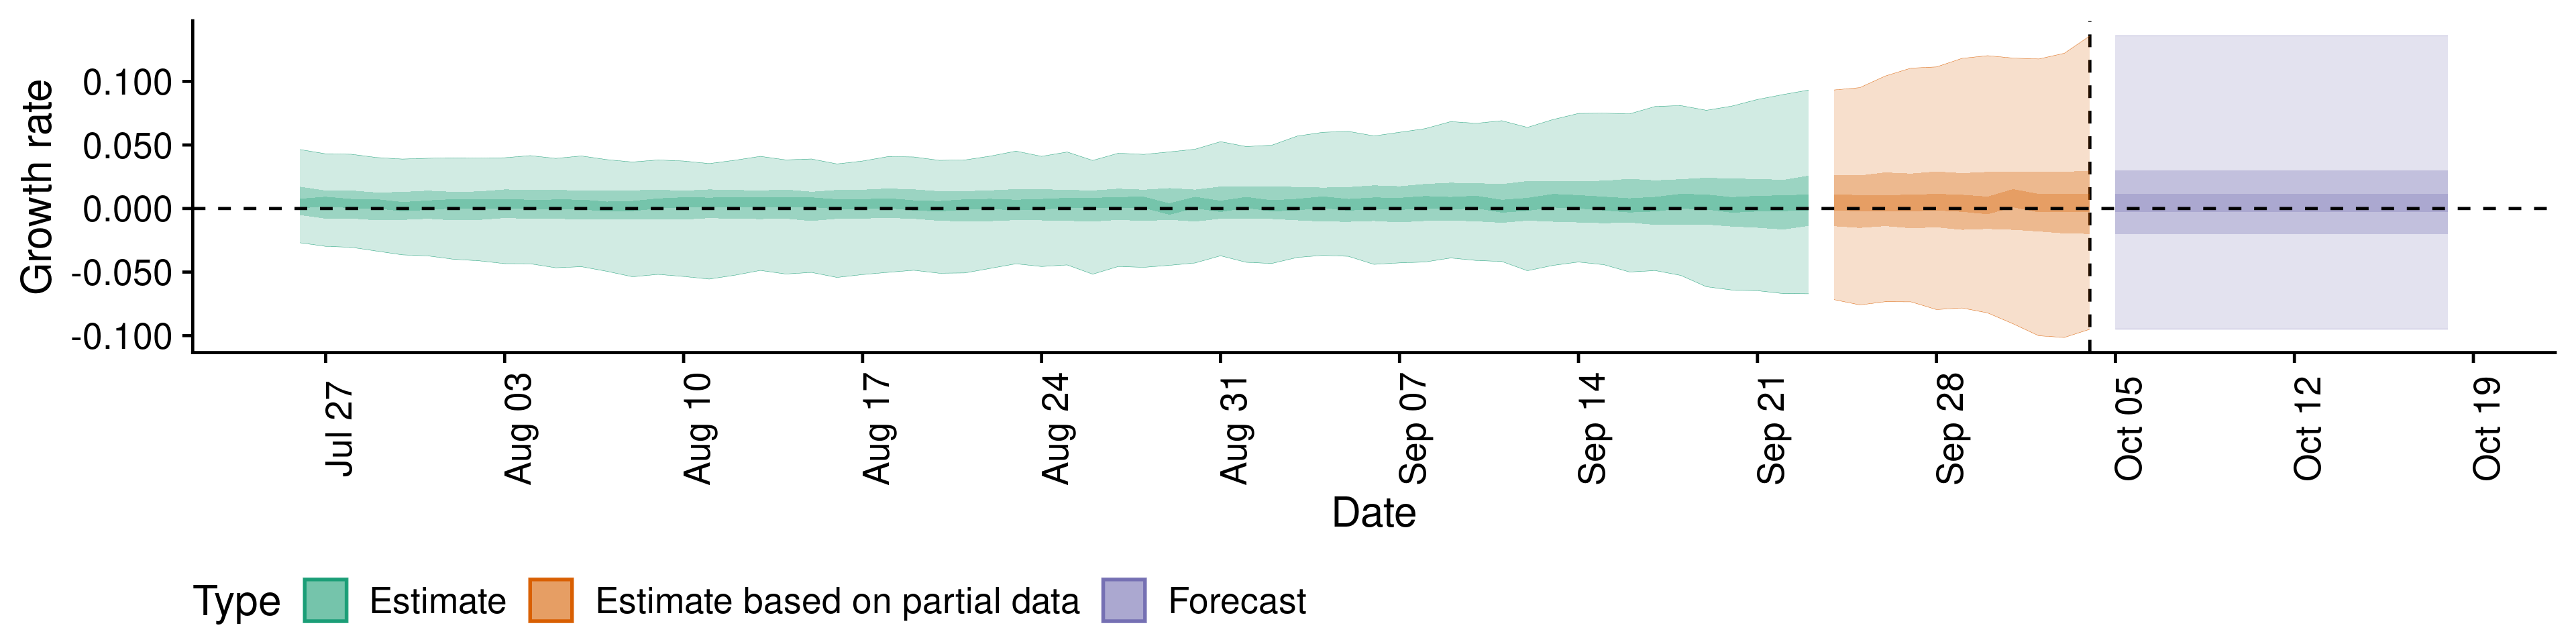 Growth rate
0.100
0.050
0.000
-0.050
-0.100
Jul 27
Aug 03
Aug 10
Aug 17
Aug 24
Aug 31
Sep 07
Sep 14
Sep 21
Sep 28
Oct 05
Oct 12
Oct 19
Date
Type Estimate Estimate based on partial data Forecast